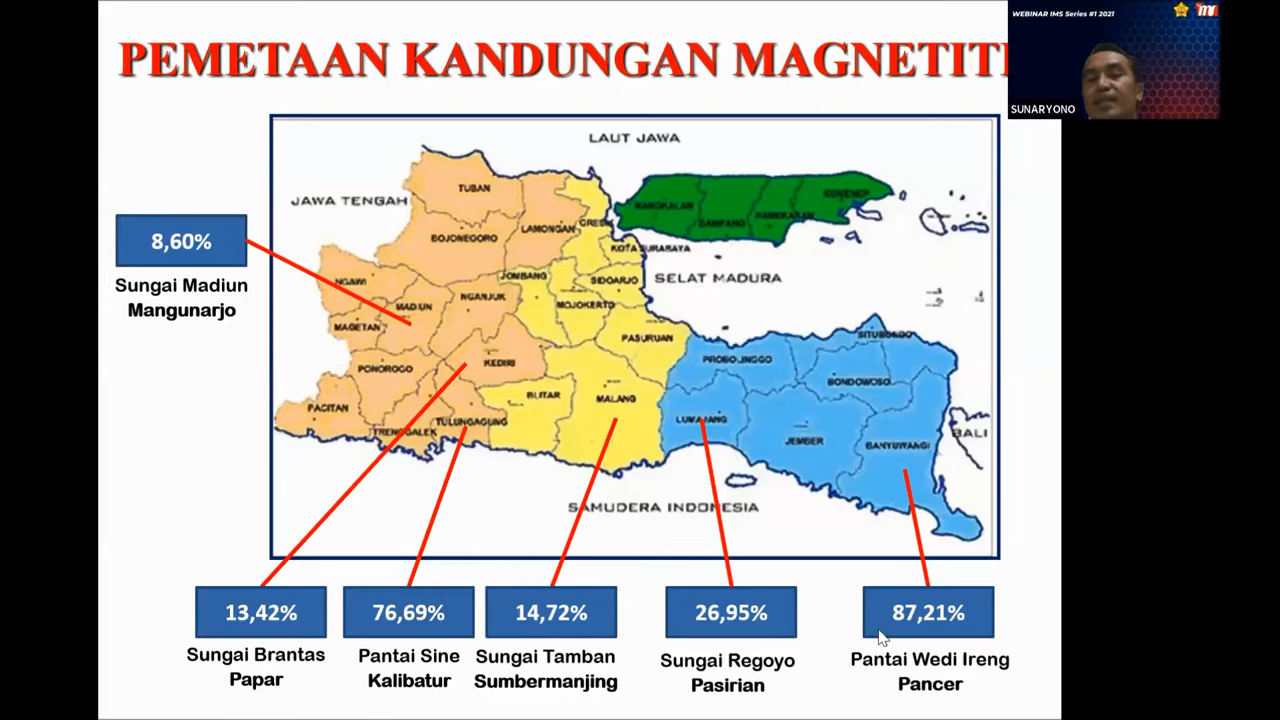 WEBINAR IMS Series #1 2021
PEMETAAN KANDUNGAN MAGNETIT
SUNARYONO
LAUT JAWA
JAWA TENGAH
TUBAN
BANGKALAN
SAMPANG
PAMEKASAN
SUMENEP
LAMONGAN
GRESIK
BOJONEGORO
KOTA SURABAYA
8,60%
Sungai Madiun
Mangunarjo
NGAWI
JOMBANG
SIDOARJO
SELAT MADURA
MADIUN
NGANJUK
MOJOKERTO
MAGETAN
PASURUAN
SITUBONDO
PROBOLINGGO
KEDIRI
PONOROGO
BONDOWOSO
BLITAR
MALANG
PACITAN
TULUNGAGUNG
TRENGGALEK
LUMAJANG
JEMBER
BANYUWANGI
BALI
SAMUDERA INDONESIA
13,42%
76,69%
14,72%
26,95%
87,21%
Sungai Brantas
Papar
Pantai Sine
Kalibatur
Sungai Tamban
Sumbermanjing
Sungai Regoyo
Pasirian
Pantai Wedi Ireng
Pancer